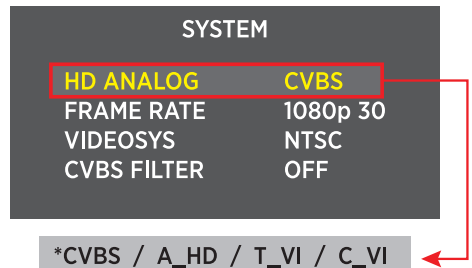 SYSTEM
HD ANALOG CVBS
FRAME RATE 1080p 30
VIDEOSYS NTSC
CVBS FILTER OFF
*CVBS / A_HD / T_VI / C_VI